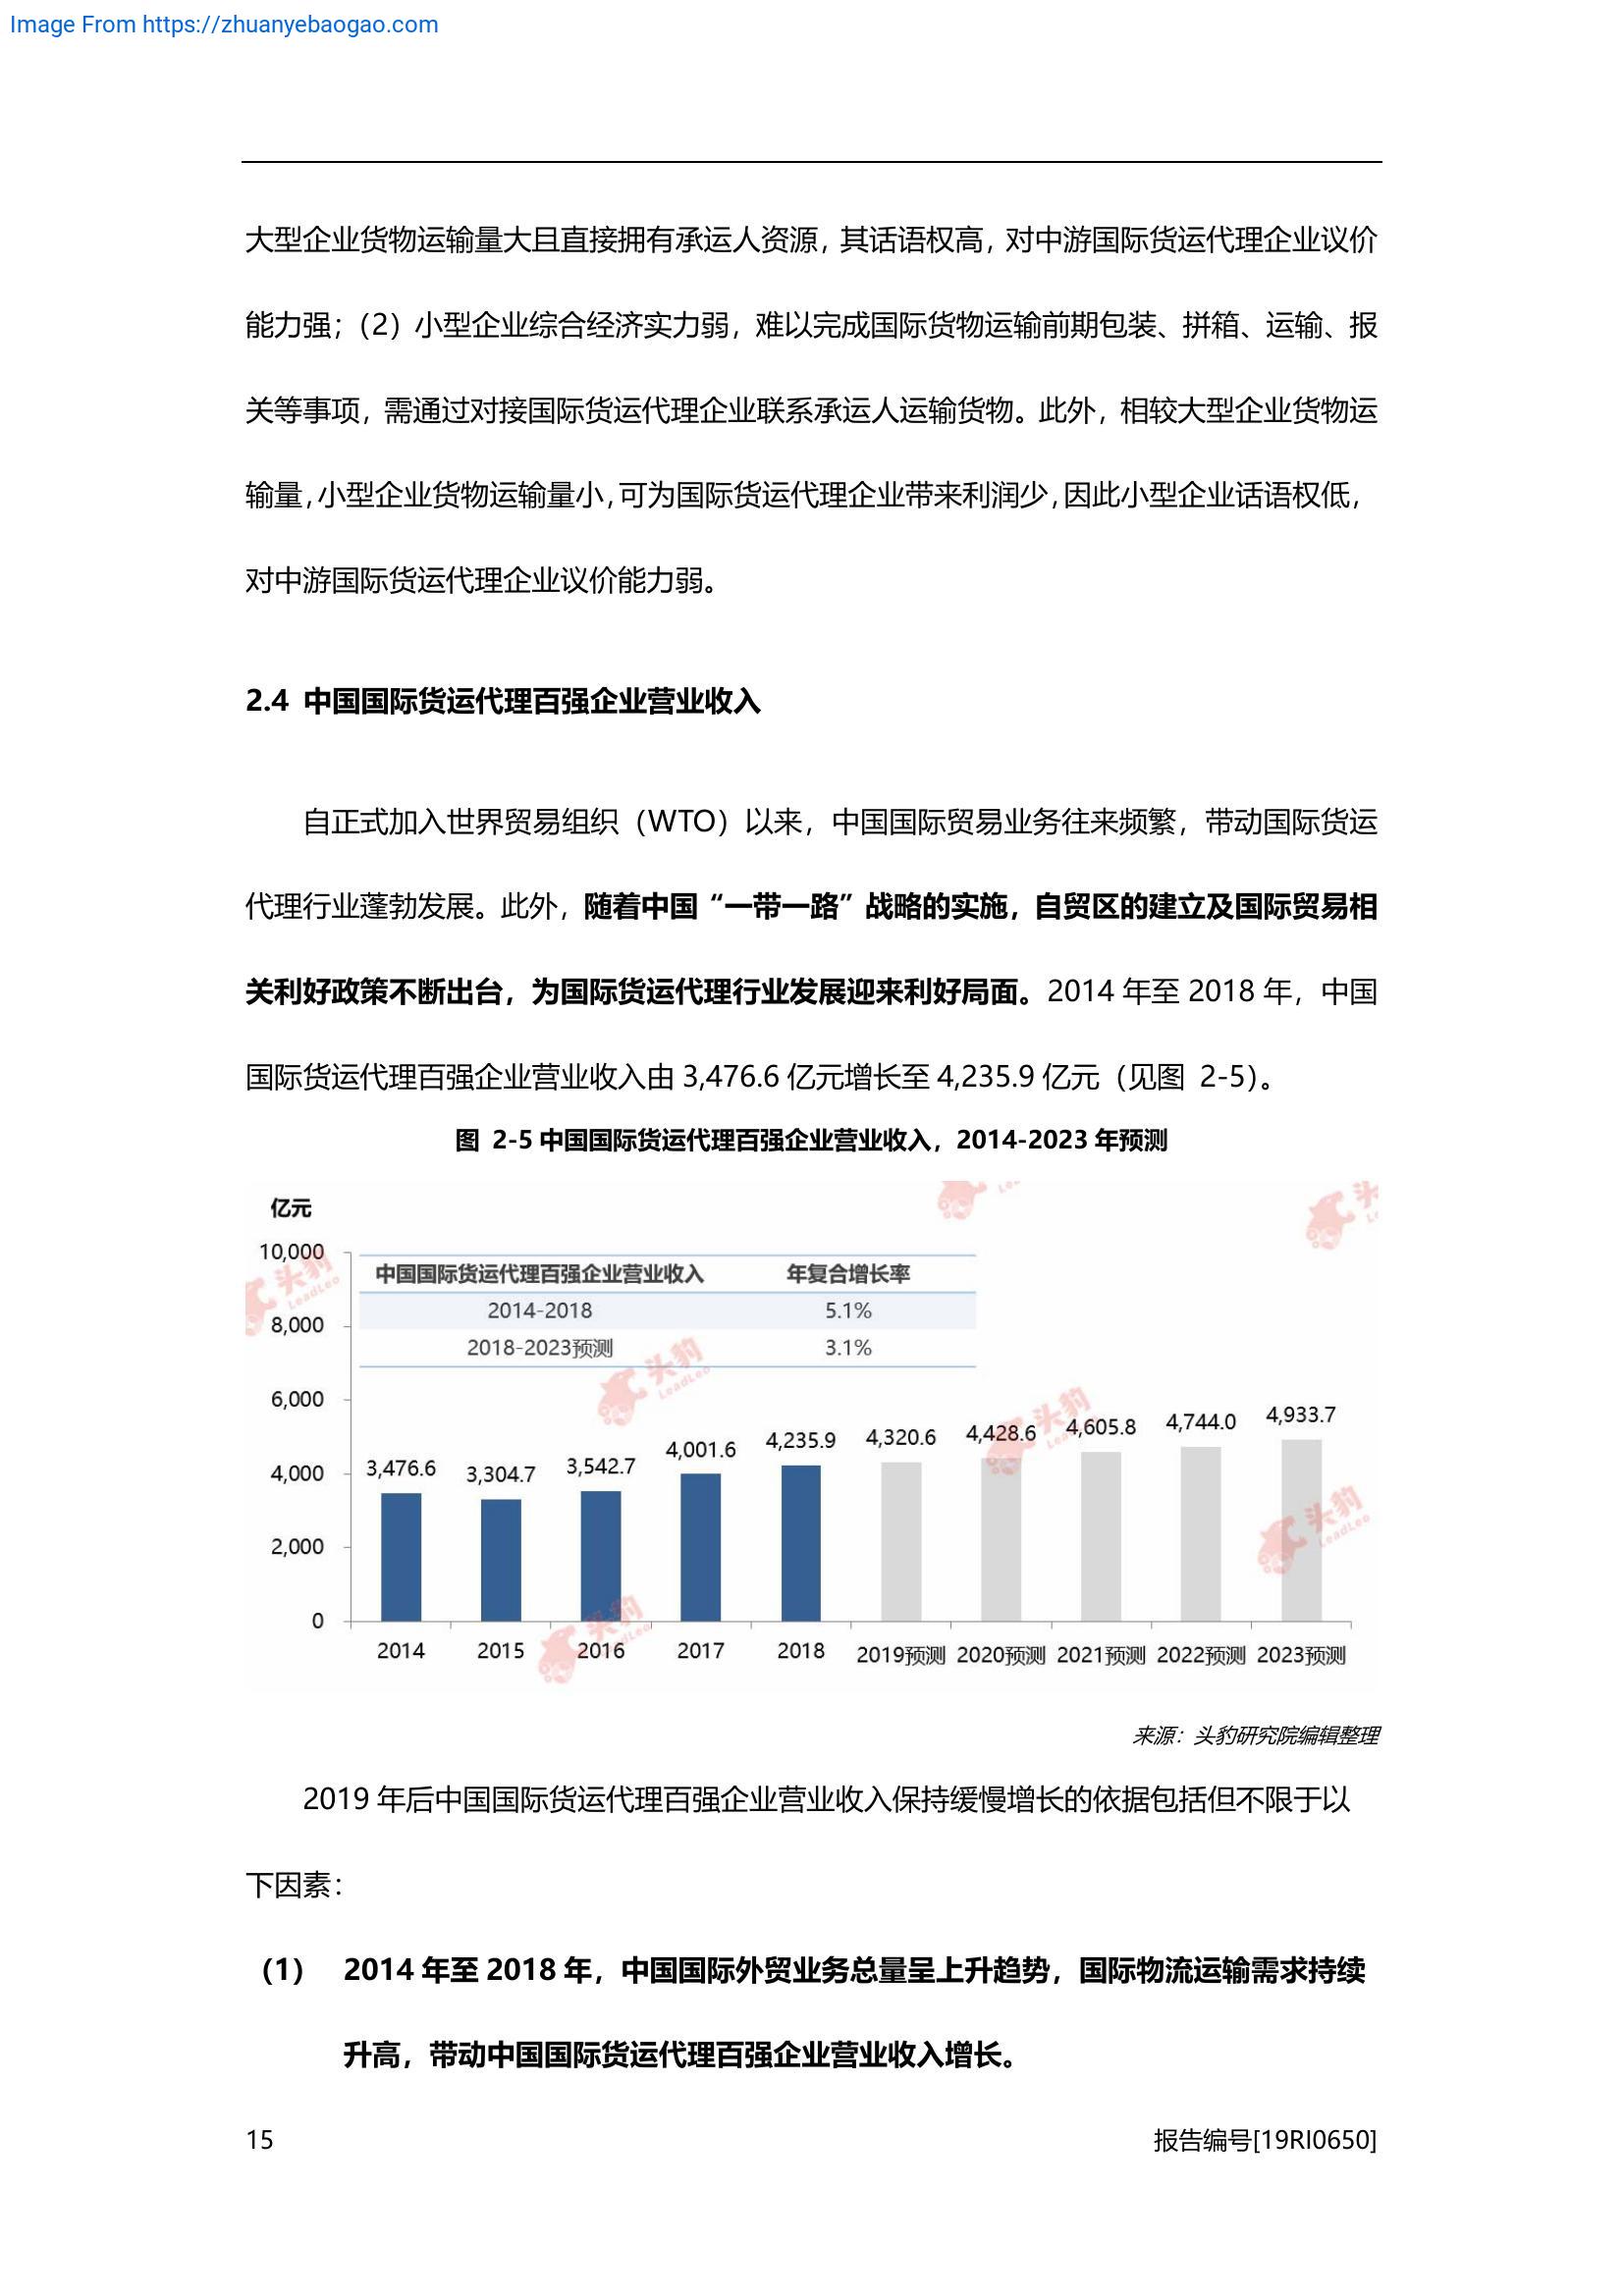 Image From https://zhuanyebaogao.com
大型企业货物运输量大且直接拥有承运人资源，其话语权高，对中游国际货运代理企业议价
能力强；（2）小型企业综合经济实力弱，难以完成国际货物运输前期包装、拼箱、运输、报
关等事项，需通过对接国际货运代理企业联系承运人运输货物。此外，相较大型企业货物运
输量，小型企业货物运输量小，可为国际货运代理企业带来利润少，因此小型企业话语权低，
对中游国际货运代理企业议价能力弱。
2.4 中国国际货运代理百强企业营业收入
自正式加入世界贸易组织（WTO）以来，中国国际贸易业务往来频繁，带动国际货运
代理行业蓬勃发展。此外，随着中国“一带一路”战略的实施，自贸区的建立及国际贸易相
关利好政策不断出台，为国际货运代理行业发展迎来利好局面。2014 年至 2018 年，中国
国际货运代理百强企业营业收入由 3,476.6 亿元增长至 4,235.9 亿元（见图 2-5）。
图 2-5 中国国际货运代理百强企业营业收入，2014-2023 年预测
亿元
10,000
8,000
6,000
4,000
2,000
0
中国国际货运代理百强企业营业收入 年复合增长率
2014-2018 5.1%
2018-2023预测 3.1%
3,476.6 3,304.7 3,542.7 4,001.6 4,235.9 4,320.6 4,428.6 4,605.8 4,744.0 4,933.7
2014 2015 2016 2017 2018 2019预测 2020预测 2021预测 2022预测 2023预测
头豹
LeadLeo
来源：头豹研究院编辑整理
2019 年后中国国际货运代理百强企业营业收入保持缓慢增长的依据包括但不限于以
下因素：
（1） 2014 年至 2018 年，中国国际外贸业务总量呈上升趋势，国际物流运输需求持续
升高，带动中国国际货运代理百强企业营业收入增长。
15 报告编号[19RI0650]